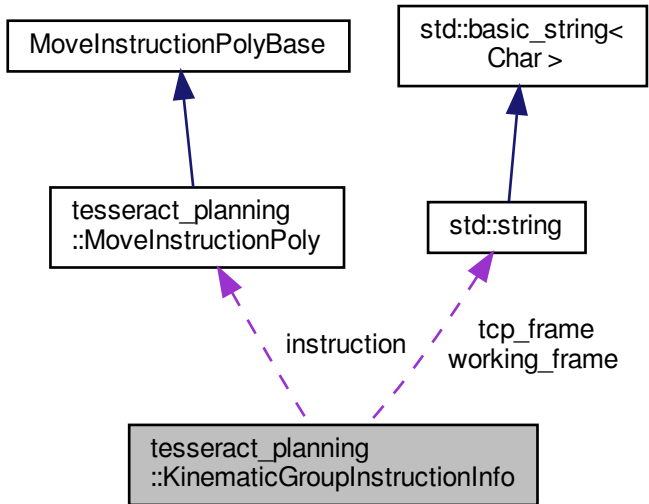 MoveInstructionPolyBase
std::basic_string<
Char >
tesseract_planning
::MoveInstructionPoly
std::string
instruction
tcp_frame
working_frame
tesseract_planning
::KinematicGroupInstructionInfo